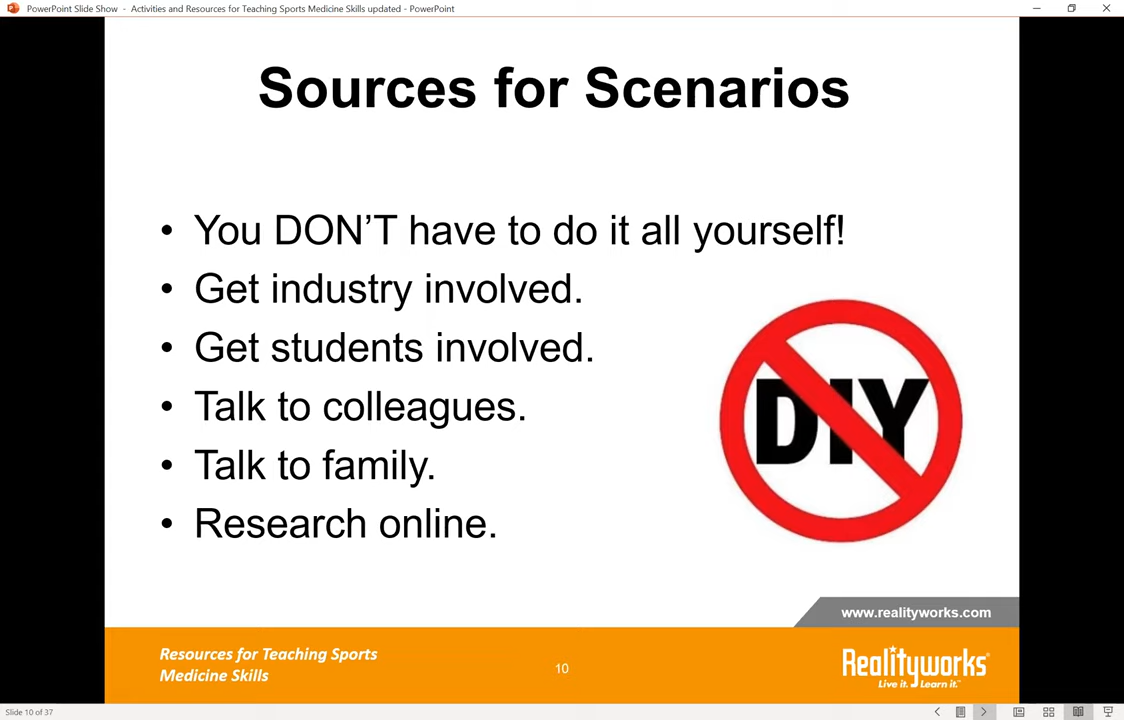 PowerPoint Slide Show - Activities and Resources for Teaching Sports Medicine Skills updated - PowerPoint
Sources for Scenarios
• You DON’T have to do it all yourself!
• Get industry involved.
• Get students involved.
• Talk to colleagues.
• Talk to family.
• Research online.
DIY
www.realityworks.com
Resources for Teaching Sports
Medicine Skills
10
Realityworks
Live it. Learn it.™
Slide 10 of 37